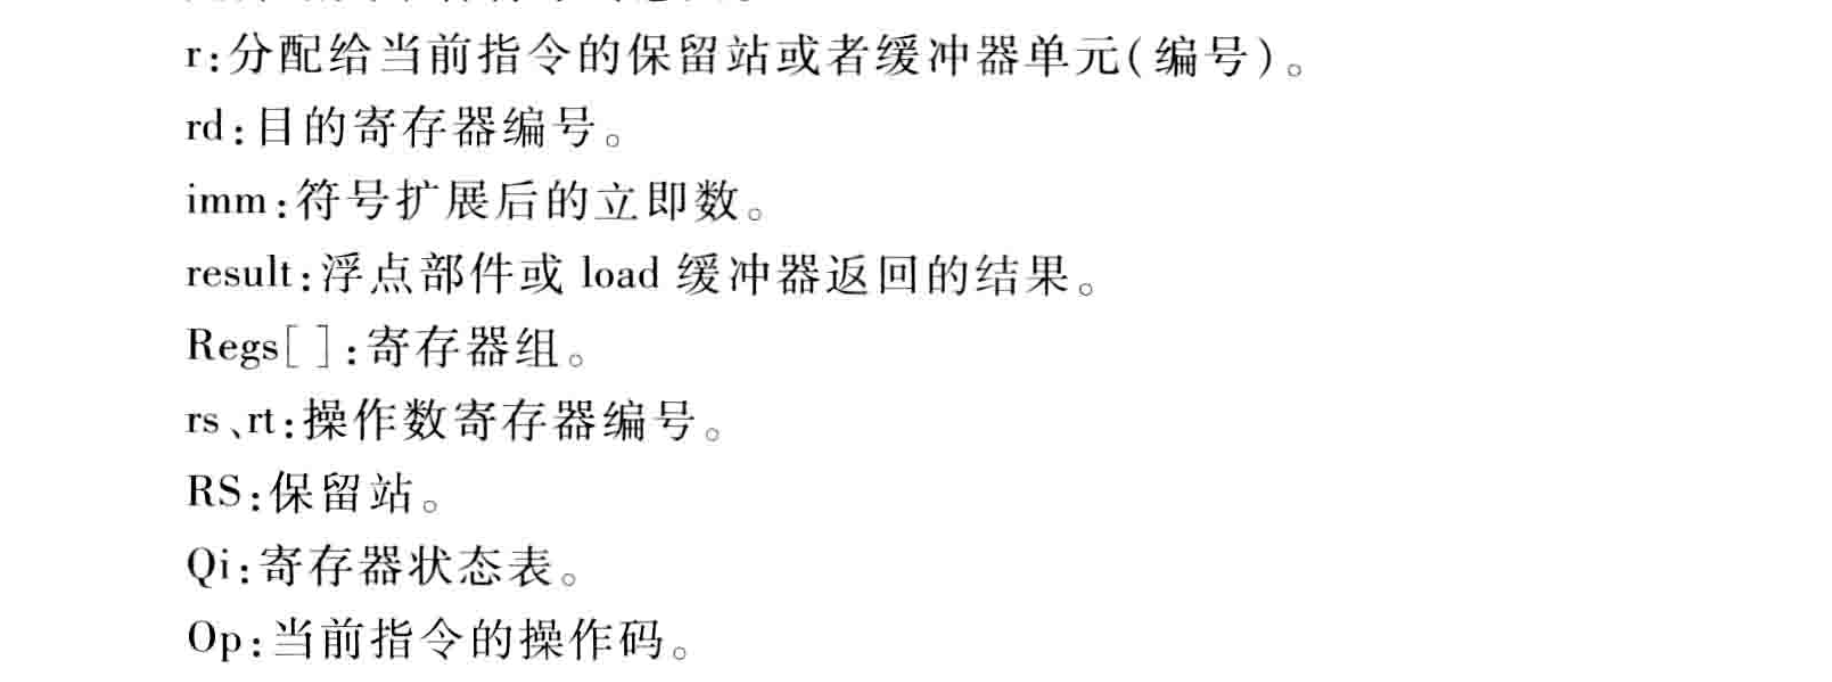 r:分配给当前指令的保留站或者缓冲器单元(编号)。
rd:目的寄存器编号。
imm:符号扩展后的立即数。
result:浮点部件或 load 缓冲器返回的结果。
Regs[ ]:寄存器组。
rs、rt:操作数寄存器编号。
RS:保留站。
Qi:寄存器状态表。
Op:当前指令的操作码。